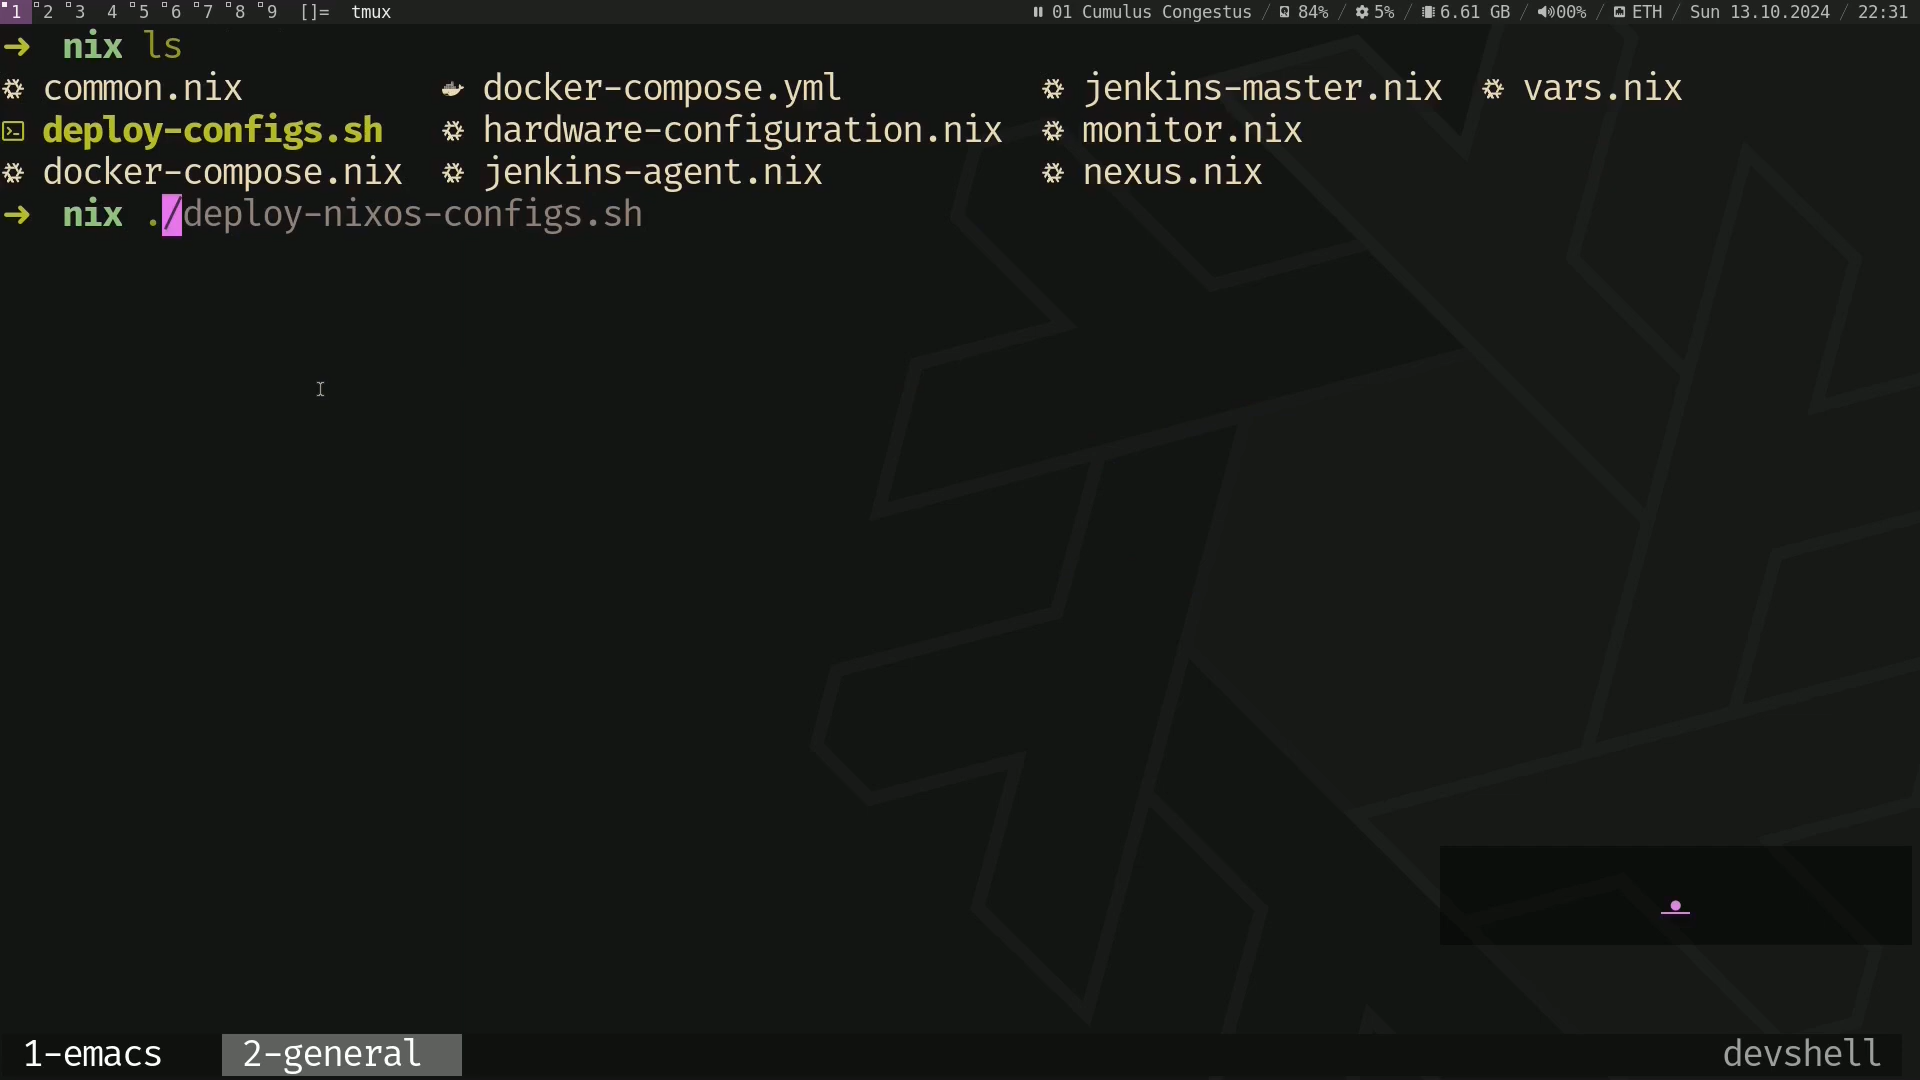 1 2 3 4 5 6 7 8 9 []= tmux 01 Cumulus Congestus / 84% / 5% / 6.61 GB / 00% / ETH / Sun 13.10.2024 / 22:31
➜ nix ls
common.nix docker-compose.yml jenkins-master.nix vars.nix
deploy-configs.sh hardware-configuration.nix monitor.nix
docker-compose.nix jenkins-agent.nix nexus.nix
➜ nix ./deploy-nixos-configs.sh
1-emacs 2-general devshell